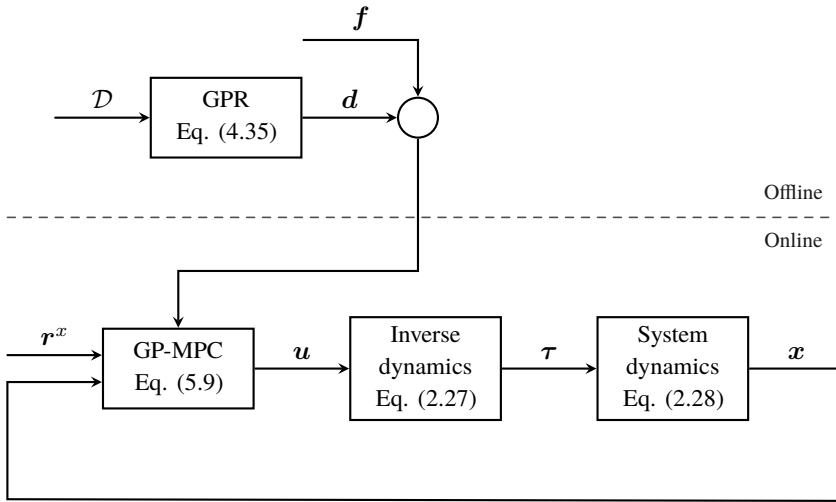 f
𝒟
GPR
Eq. (4.35)
d
Offline
Online
r^x
GP-MPC
Eq. (5.9)
u
Inverse
dynamics
Eq. (2.27)
τ
System
dynamics
Eq. (2.28)
x